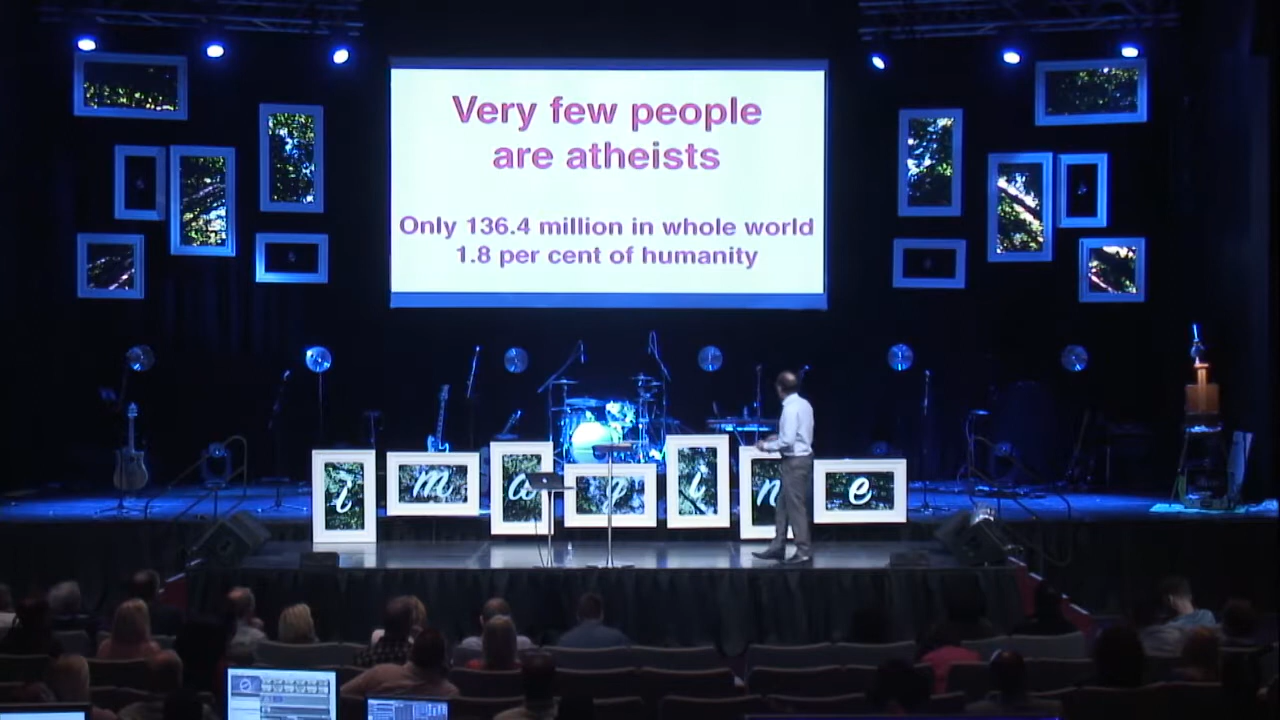 Very few people
are atheists
Only 136.4 million in whole world
1.8 per cent of humanity
imagine